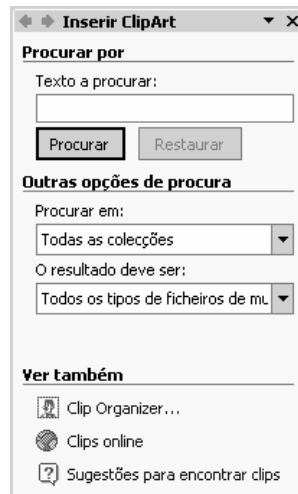 Inserir ClipArt
Procurar por
Texto a procurar:
Procurar
Restaurar
Outras opções de procura
Procurar em:
Todas as colecções
O resultado deve ser:
Todos os tipos de ficheiros de mu
Ver também
Clip Organizer...
Clips online
Sugestões para encontrar clips